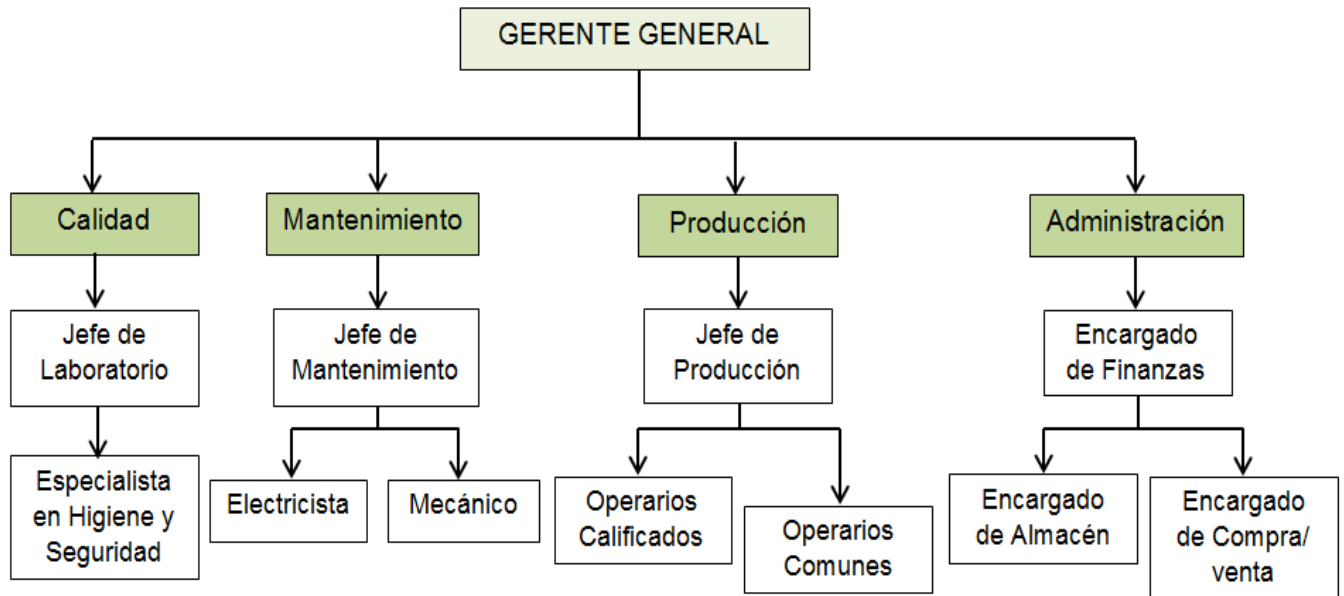 GERENTE GENERAL
Calidad
Mantenimiento
Producción
Administración
Jefe de
Laboratorio
Jefe de
Mantenimiento
Jefe de
Producción
Encargado
de Finanzas
Especialista
en Higiene y
Seguridad
Electricista
Mecánico
Operarios
Calificados
Operarios
Comunes
Encargado
de Almacén
Encargado
de Compra/
venta